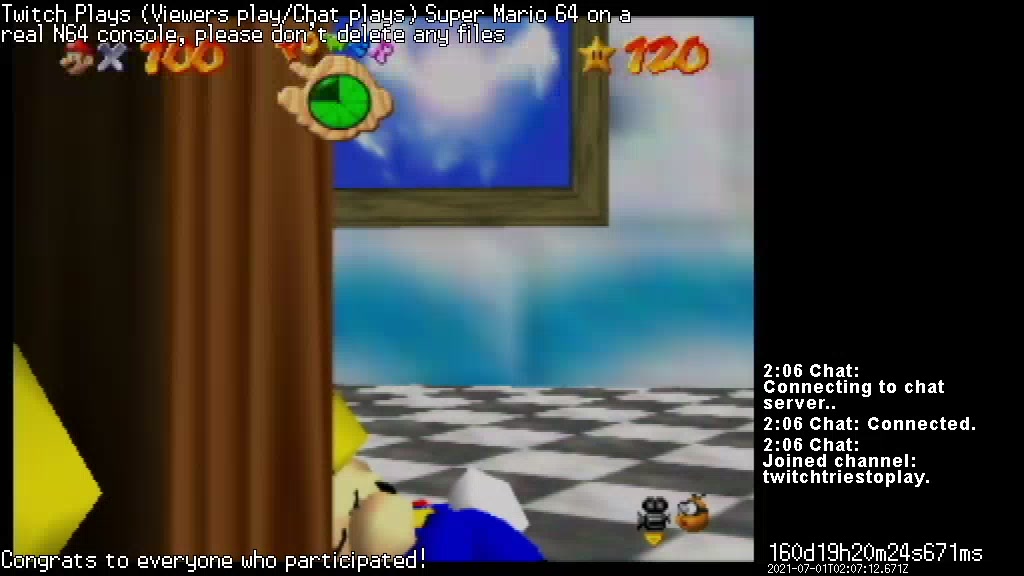 Twitch Plays (Viewers play/Chat plays) Super Mario 64 on a
real N64 console, please don't delete any files
100
120
2:06 Chat:
Connecting to chat
server..
2:06 Chat: Connected.
2:06 Chat:
Joined channel:
twitchtriestoplay.
Congrats to everyone who participated!
160d19h20m24s671ms
2021-07-01T02:07:12.671Z